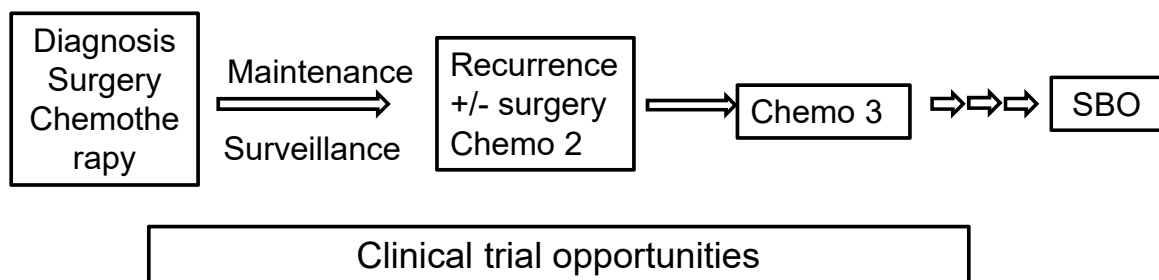 Diagnosis
Surgery
Chemothe
rapy
Maintenance
Surveillance
Recurrence
+/- surgery
Chemo 2
Chemo 3
SBO
Clinical trial opportunities